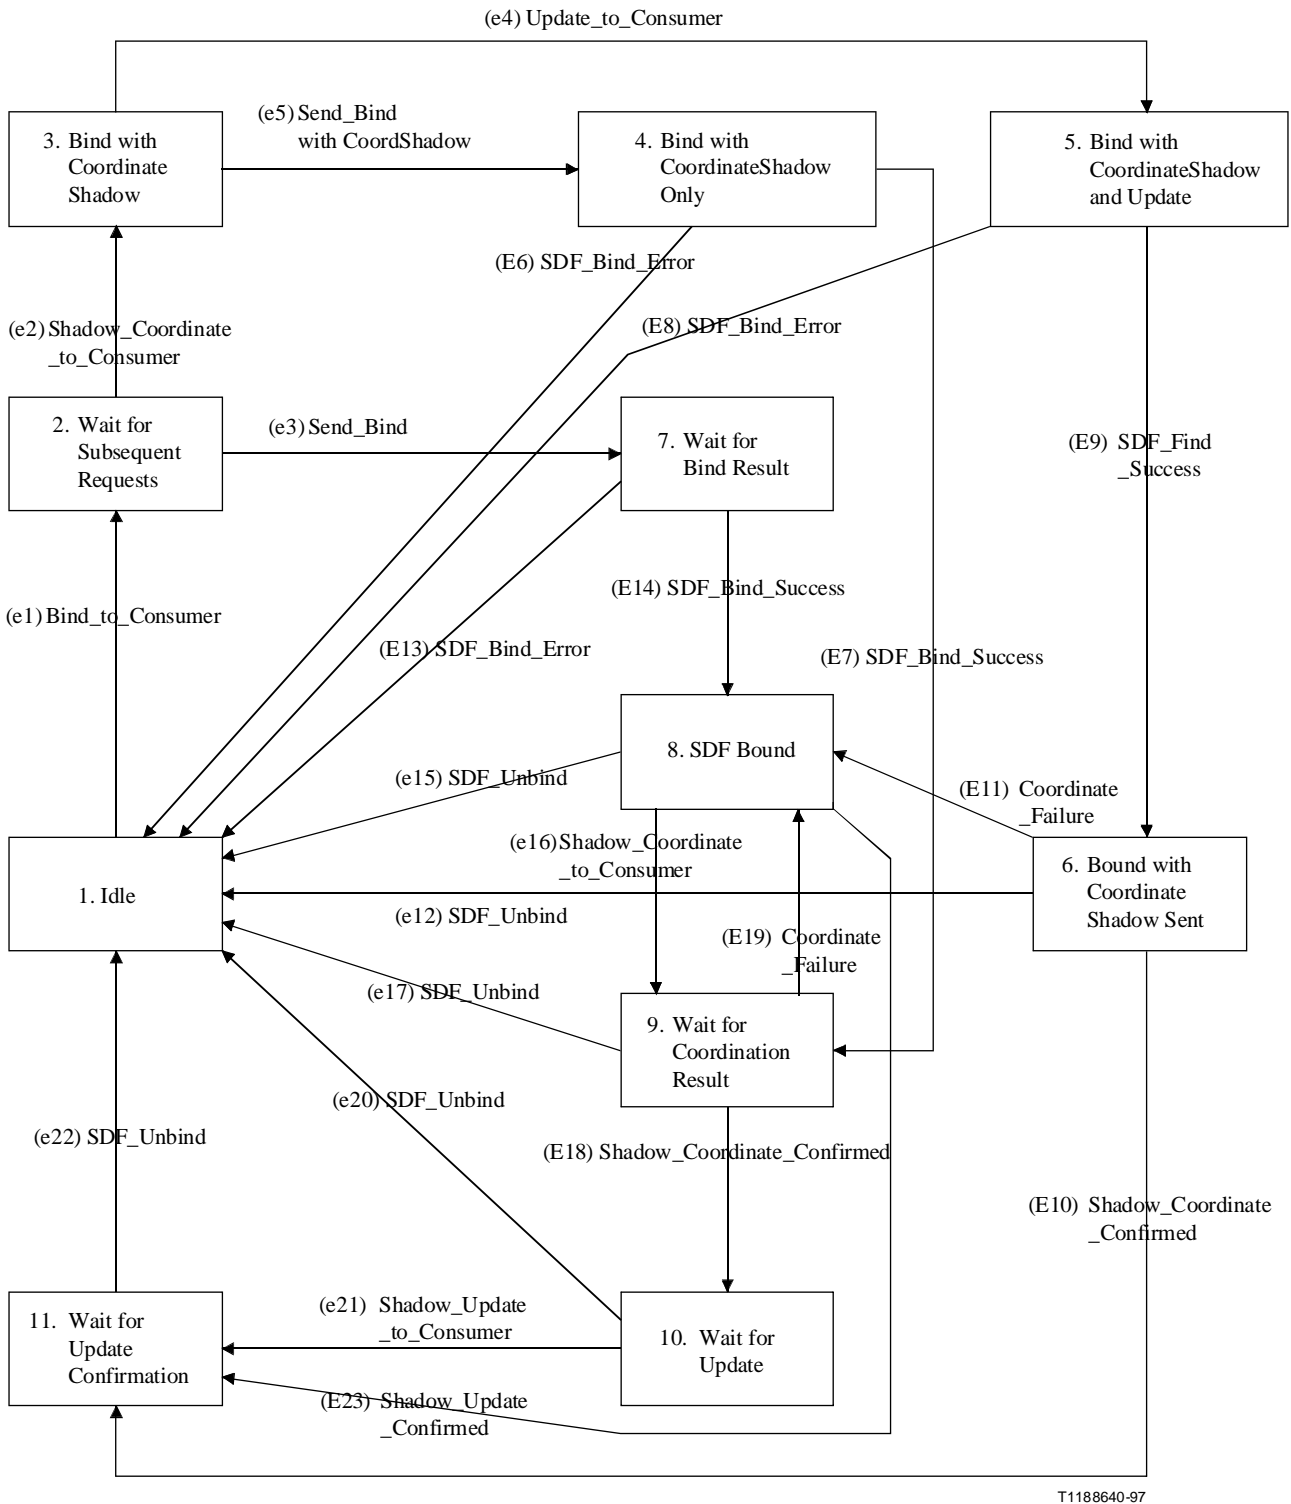 (e4) Update_to_Consumer
(e5) Send_Bind
with CoordShadow
3. Bind with
Coordinate
Shadow
4. Bind with
CoordinateShadow
Only
5. Bind with
CoordinateShadow
and Update
(E6) SDF_Bind_Error
(e2) Shadow_Coordinate
_to_Consumer
(E8) SDF_Bind_Error
2. Wait for
Subsequent
Requests
(e3) Send_Bind
7. Wait for
Bind Result
(E9) SDF_Find
_Success
(E14) SDF_Bind_Success
(e1) Bind_to_Consumer
(E13) SDF_Bind_Error
(E7) SDF_Bind_Success
8. SDF Bound
(e15) SDF_Unbind
(E11) Coordinate
_Failure
(e16) Shadow_Coordinate
_to_Consumer
1. Idle
6. Bound with
Coordinate
Shadow Sent
(e12) SDF_Unbind
(E19) Coordinate
_Failure
(e17) SDF_Unbind
9. Wait for
Coordination
Result
(e20) SDF_Unbind
(e22) SDF_Unbind
(E18) Shadow_Coordinate_Confirmed
(E10) Shadow_Coordinate
_Confirmed
(e21) Shadow_Update
_to_Consumer
11. Wait for
Update
Confirmation
10. Wait for
Update
(E23) Shadow_Update
_Confirmed
T1188640-97